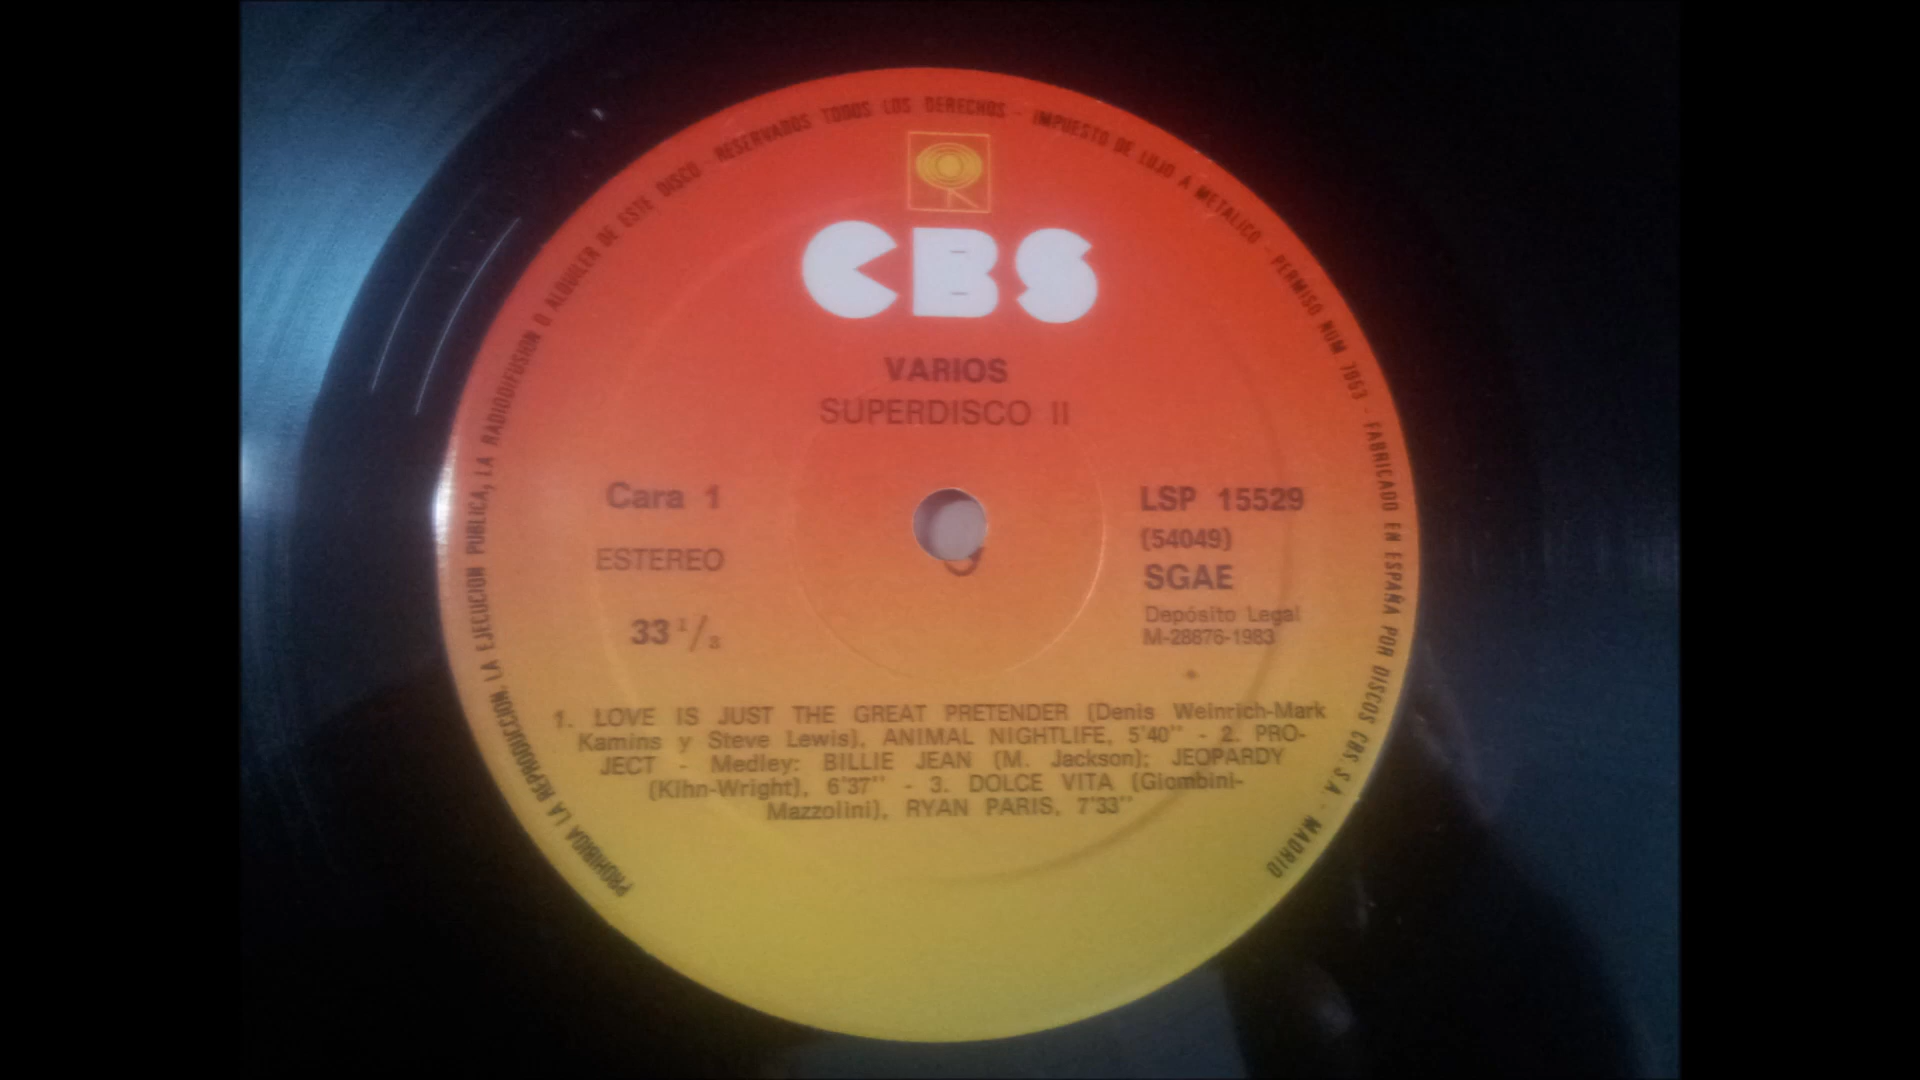 PROHIBIDA LA REPRODUCCION, LA EJECUCION PUBLICA, LA RADIODIFUSION O ALQUILER DE ESTE DISCO - RESERVADOS TODOS LOS DERECHOS - IMPUESTO DE LUJO A METALICO - PERMISO NUM. 7053 - FABRICADO EN ESPAÑA POR DISCOS CBS. S.A. - MADRID
CBS
VARIOS
SUPERDISCO II
Cara 1
ESTEREO
33 1/3
LSP 15529
(54049)
SGAE
Depósito Legal
M-28676-1983
1. LOVE IS JUST THE GREAT PRETENDER (Denis Weinrich-Mark
Kamins y Steve Lewis), ANIMAL NIGHTLIFE, 5'40" - 2. PRO-
JECT - Medley: BILLIE JEAN (M. Jackson); JEOPARDY
(Kihn-Wright), 6'37" - 3. DOLCE VITA (Giombini-
Mazzolini), RYAN PARIS, 7'33"